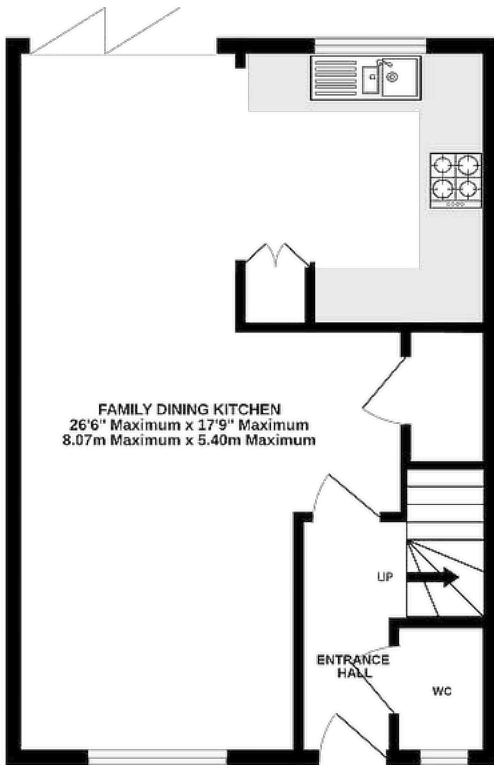 FAMILY DINING KITCHEN
26'6" Maximum x 17'9" Maximum
8.07m Maximum x 5.40m Maximum
UP
ENTRANCE
HALL
WC